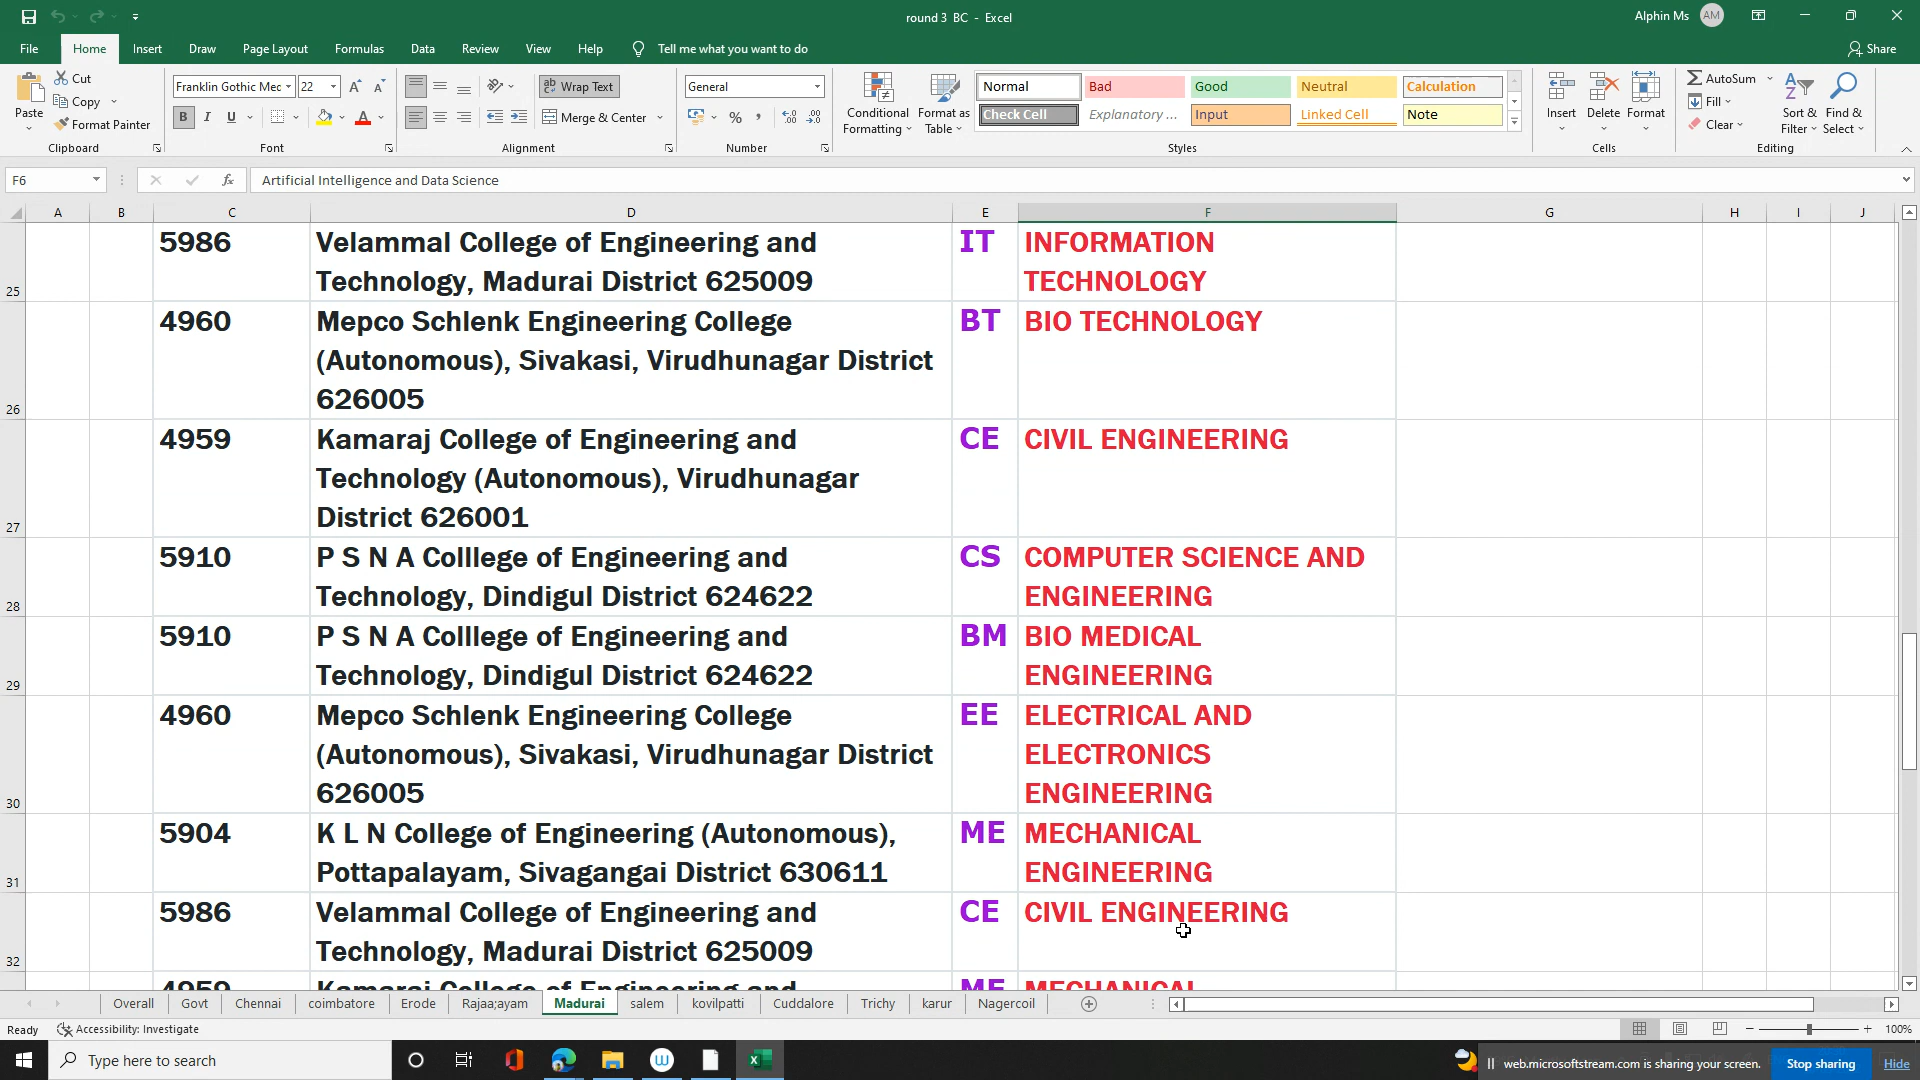 round 3 BC - Excel
Alphin Ms
AM
File
Home
Insert
Draw
Page Layout
Formulas
Data
Review
View
Help
Tell me what you want to do
Share
Paste
Cut
Copy
Format Painter
Clipboard
Franklin Gothic Mec
22
B I U
Font
Wrap Text
Merge & Center
Alignment
General
Number
Conditional
Formatting
Format as
Table
Normal
Bad
Good
Neutral
Calculation
Check Cell
Explanatory ...
Input
Linked Cell
Note
Styles
Insert
Delete
Format
Cells
AutoSum
Fill
Clear
Sort &
Filter
Find &
Select
Editing
F6
fx
Artificial Intelligence and Data Science
A B C D E F G H I J
25
5986
Velammal College of Engineering and
Technology, Madurai District 625009
IT
INFORMATION
TECHNOLOGY
26
4960
Mepco Schlenk Engineering College
(Autonomous), Sivakasi, Virudhunagar District
626005
BT
BIO TECHNOLOGY
27
4959
Kamaraj College of Engineering and
Technology (Autonomous), Virudhunagar
District 626001
CE
CIVIL ENGINEERING
28
5910
P S N A Colllege of Engineering and
Technology, Dindigul District 624622
CS
COMPUTER SCIENCE AND
ENGINEERING
29
5910
P S N A Colllege of Engineering and
Technology, Dindigul District 624622
BM
BIO MEDICAL
ENGINEERING
30
4960
Mepco Schlenk Engineering College
(Autonomous), Sivakasi, Virudhunagar District
626005
EE
ELECTRICAL AND
ELECTRONICS
ENGINEERING
31
5904
K L N College of Engineering (Autonomous),
Pottapalayam, Sivagangai District 630611
ME
MECHANICAL
ENGINEERING
32
5986
Velammal College of Engineering and
Technology, Madurai District 625009
CE
CIVIL ENGINEERING
4959
Kamaraj College of Engineering and
ME
MECHANICAL
Overall
Govt
Chennai
coimbatore
Erode
Rajaa;ayam
Madurai
salem
kovilpatti
Cuddalore
Trichy
karur
Nagercoil
Ready
Accessibility: Investigate
100%
Type here to search
web.microsoftstream.com is sharing your screen.
Stop sharing
Hide